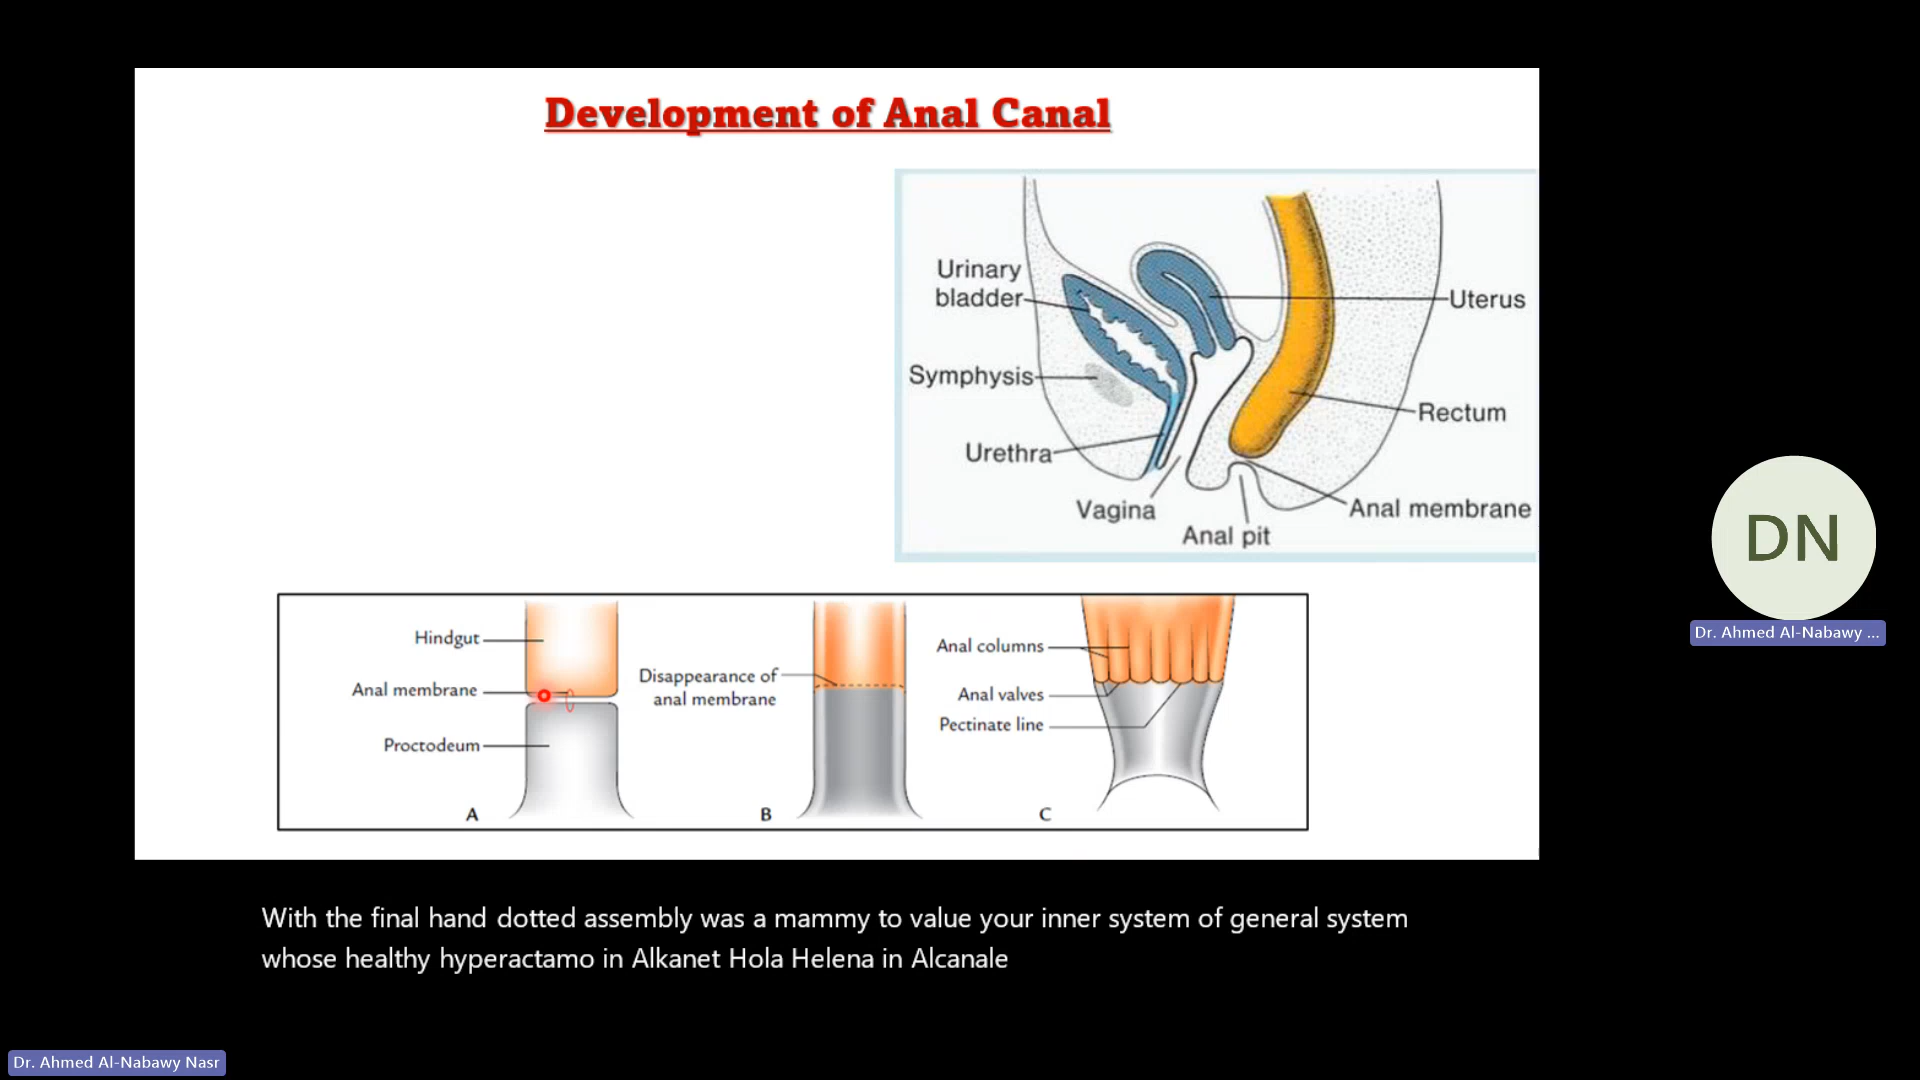 Development of Anal Canal
Urinary
bladder
Symphysis
Urethra
Vagina
Anal pit
Uterus
Rectum
Anal membrane
Hindgut
Anal membrane
Proctodeum
A
Disappearance of
anal membrane
B
Anal columns
Anal valves
Pectinate line
C
DN
Dr. Ahmed Al-Nabawy ...
With the final hand dotted assembly was a mammy to value your inner system of general system
whose healthy hyperactamo in Alkanet Hola Helena in Alcanale
Dr. Ahmed Al-Nabawy Nasr